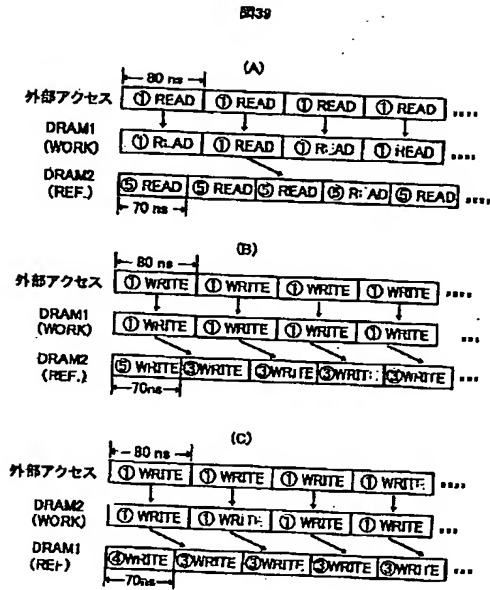 図39
(A)
80 ns
外部アクセス ① READ ① READ ① READ ① READ ....
DRAM1
(WORK) ① READ ① READ ① READ ① READ ....
DRAM2
(REF.) ⑤ READ ⑤ READ ⑤ READ ⑤ READ ⑤ READ ....
70 ns
(B)
80 ns
外部アクセス ① WRITE ① WRITE ① WRITE ① WRITE ....
DRAM1
(WORK) ① WRITE ① WRITE ① WRITE ① WRITE ...
DRAM2
(REF.) ⑤ WRITE ③WRITE ③WRITE ③WRITE ③WRITE ...
70ns
(C)
80 ns
外部アクセス ① WRITE ① WRITE ① WRITE ① WRITE ....
DRAM2
(WORK) ① WRITE ① WRITE ① WRITE ① WRITE ...
DRAM1
(REF) ④WRITE ③WRITE ③WRITE ③WRITE ③WRITE ...
70ns